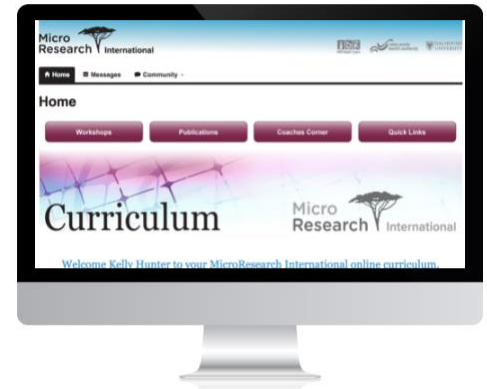 Micro
Research International
Home Messages Community
Home
Workshops Publications Coaches Corner Quick Links
Curriculum
Micro
Research International
Welcome Kelly Hunter to your MicroResearch International online curriculum.